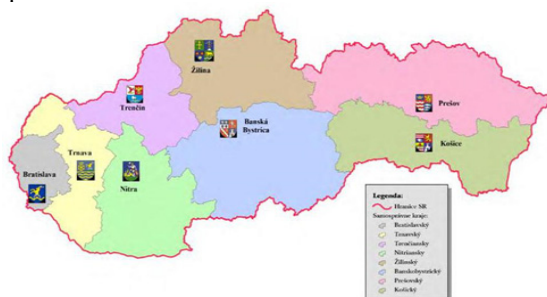 Žilina
Trenčín
Prešov
Banská
Bystrica
Košice
Trnava
Bratislava
Nitra
Legenda:
Hranice SR
Samosprávne kraje:
Bratislavský
Trnavský
Trenčiansky
Nitriansky
Žilinský
Banskobystrický
Prešovský
Košický